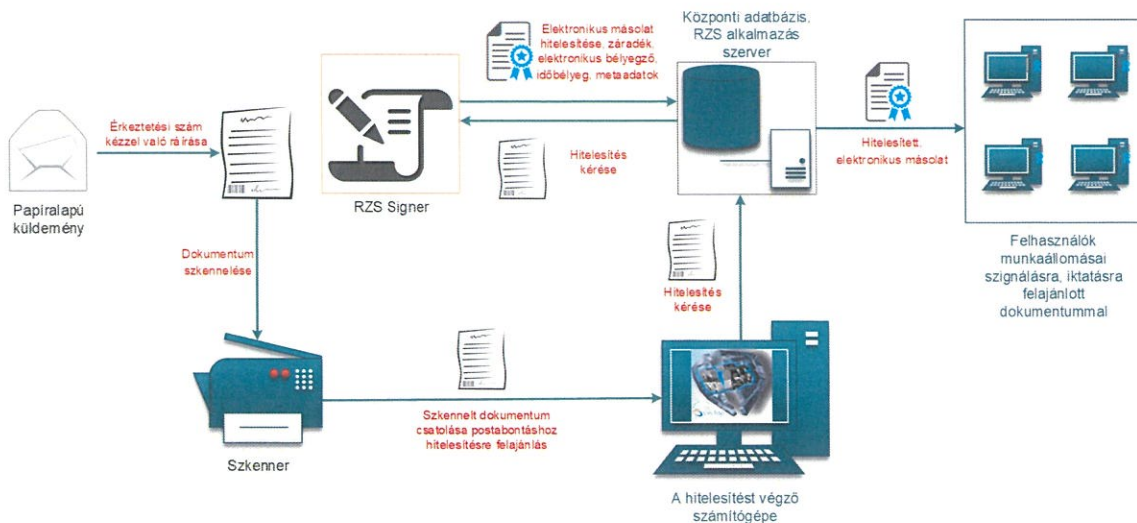 Elektronikus másolat
hitelesítése, záradék,
elektronikus bélyegző,
időbélyeg, metaadatok
Központi adatbázis,
RZS alkalmazás
szerver
Érkeztetési szám
kézzel való ráírása
Hitelesítés
kérése
Hitelesített,
elektronikus másolat
Papíralapú
küldemény
RZS Signer
Dokumentum
szkennelése
Hitelesítés
kérése
Felhasználók
munkaállomásai
szignálásra, iktatásra
felajánlott
dokumentummal
Szkennelt dokumentum
csatolása postabontáshoz
hitelesítésre felajánlás
Szkenner
A hitelesítést végző
számítógépe